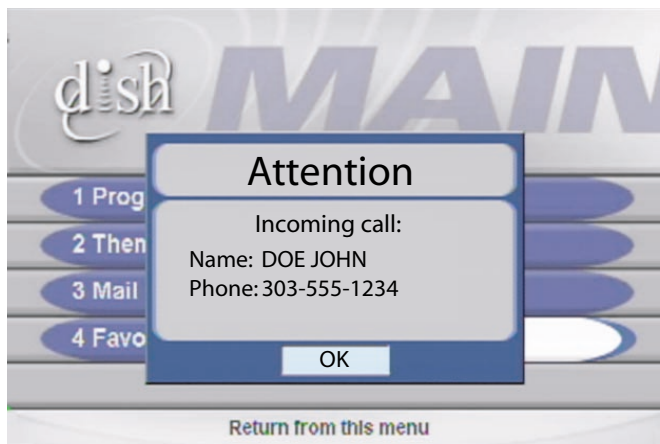 dish MAIN
Attention
1 Prog
Incoming call:
2 Them
Name: DOE JOHN
3 Mail
Phone: 303-555-1234
4 Favo
OK
Return from this menu